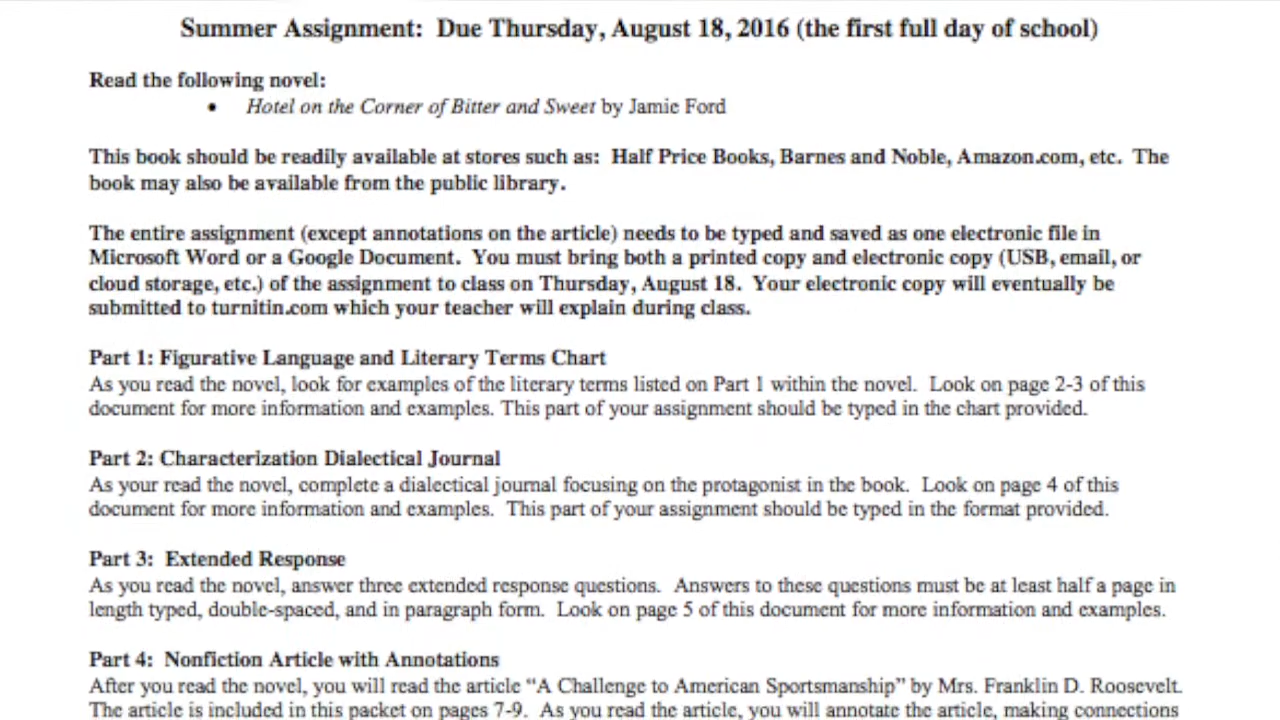 Summer Assignment: Due Thursday, August 18, 2016 (the first full day of school)
Read the following novel:
• Hotel on the Corner of Bitter and Sweet by Jamie Ford
This book should be readily available at stores such as: Half Price Books, Barnes and Noble, Amazon.com, etc. The
book may also be available from the public library.
The entire assignment (except annotations on the article) needs to be typed and saved as one electronic file in
Microsoft Word or a Google Document. You must bring both a printed copy and electronic copy (USB, email, or
cloud storage, etc.) of the assignment to class on Thursday, August 18. Your electronic copy will eventually be
submitted to turnitin.com which your teacher will explain during class.
Part 1: Figurative Language and Literary Terms Chart
As you read the novel, look for examples of the literary terms listed on Part 1 within the novel. Look on page 2-3 of this
document for more information and examples. This part of your assignment should be typed in the chart provided.
Part 2: Characterization Dialectical Journal
As your read the novel, complete a dialectical journal focusing on the protagonist in the book. Look on page 4 of this
document for more information and examples. This part of your assignment should be typed in the format provided.
Part 3: Extended Response
As you read the novel, answer three extended response questions. Answers to these questions must be at least half a page in
length typed, double-spaced, and in paragraph form. Look on page 5 of this document for more information and examples.
Part 4: Nonfiction Article with Annotations
After you read the novel, you will read the article “A Challenge to American Sportsmanship” by Mrs. Franklin D. Roosevelt.
The article is included in this packet on pages 7-9. As you read the article, you will annotate the article, making connections